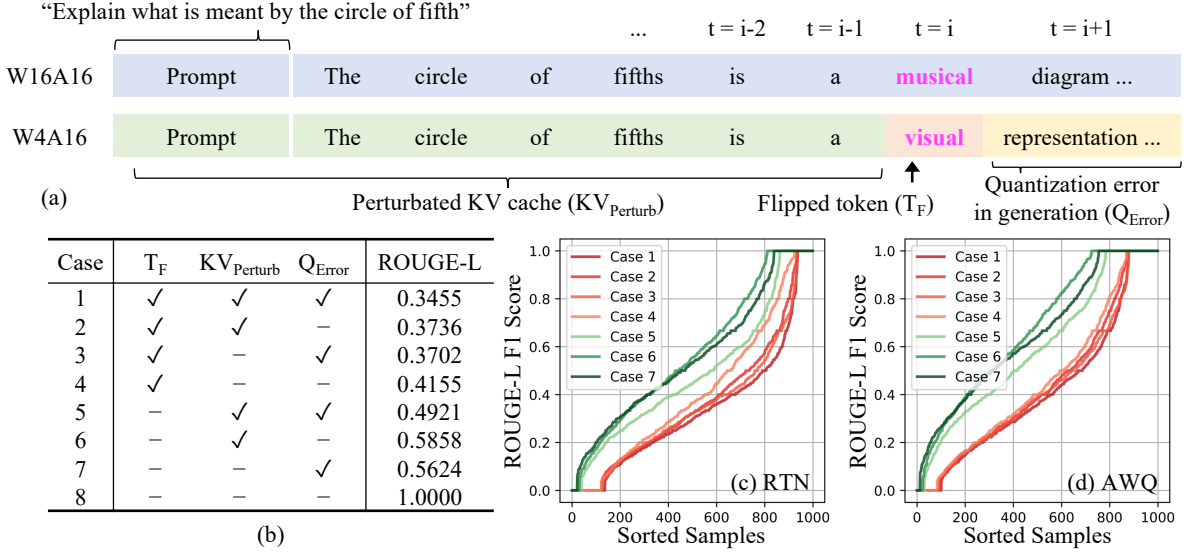 “Explain what is meant by the circle of fifth”
... t = i-2 t = i-1 t = i t = i+1
W16A16 Prompt The circle of fifths is a musical diagram ...
W4A16 Prompt The circle of fifths is a visual representation ...
(a) Perturbated KV cache (KV_Perturb) Flipped token (T_F) Quantization error
in generation (Q_Error)
Case T_F KV_Perturb Q_Error ROUGE-L
1 ✓ ✓ ✓ 0.3455
2 ✓ ✓ – 0.3736
3 ✓ – ✓ 0.3702
4 ✓ – – 0.4155
5 – ✓ ✓ 0.4921
6 – ✓ – 0.5858
7 – – ✓ 0.5624
8 – – – 1.0000
(b)
ROUGE-L F1 Score
1.0
0.8
0.6
0.4
0.2
0.0
Case 1
Case 2
Case 3
Case 4
Case 5
Case 6
Case 7
(c) RTN
0 200 400 600 800 1000
Sorted Samples
ROUGE-L F1 Score
1.0
0.8
0.6
0.4
0.2
0.0
Case 1
Case 2
Case 3
Case 4
Case 5
Case 6
Case 7
(d) AWQ
0 200 400 600 800 1000
Sorted Samples